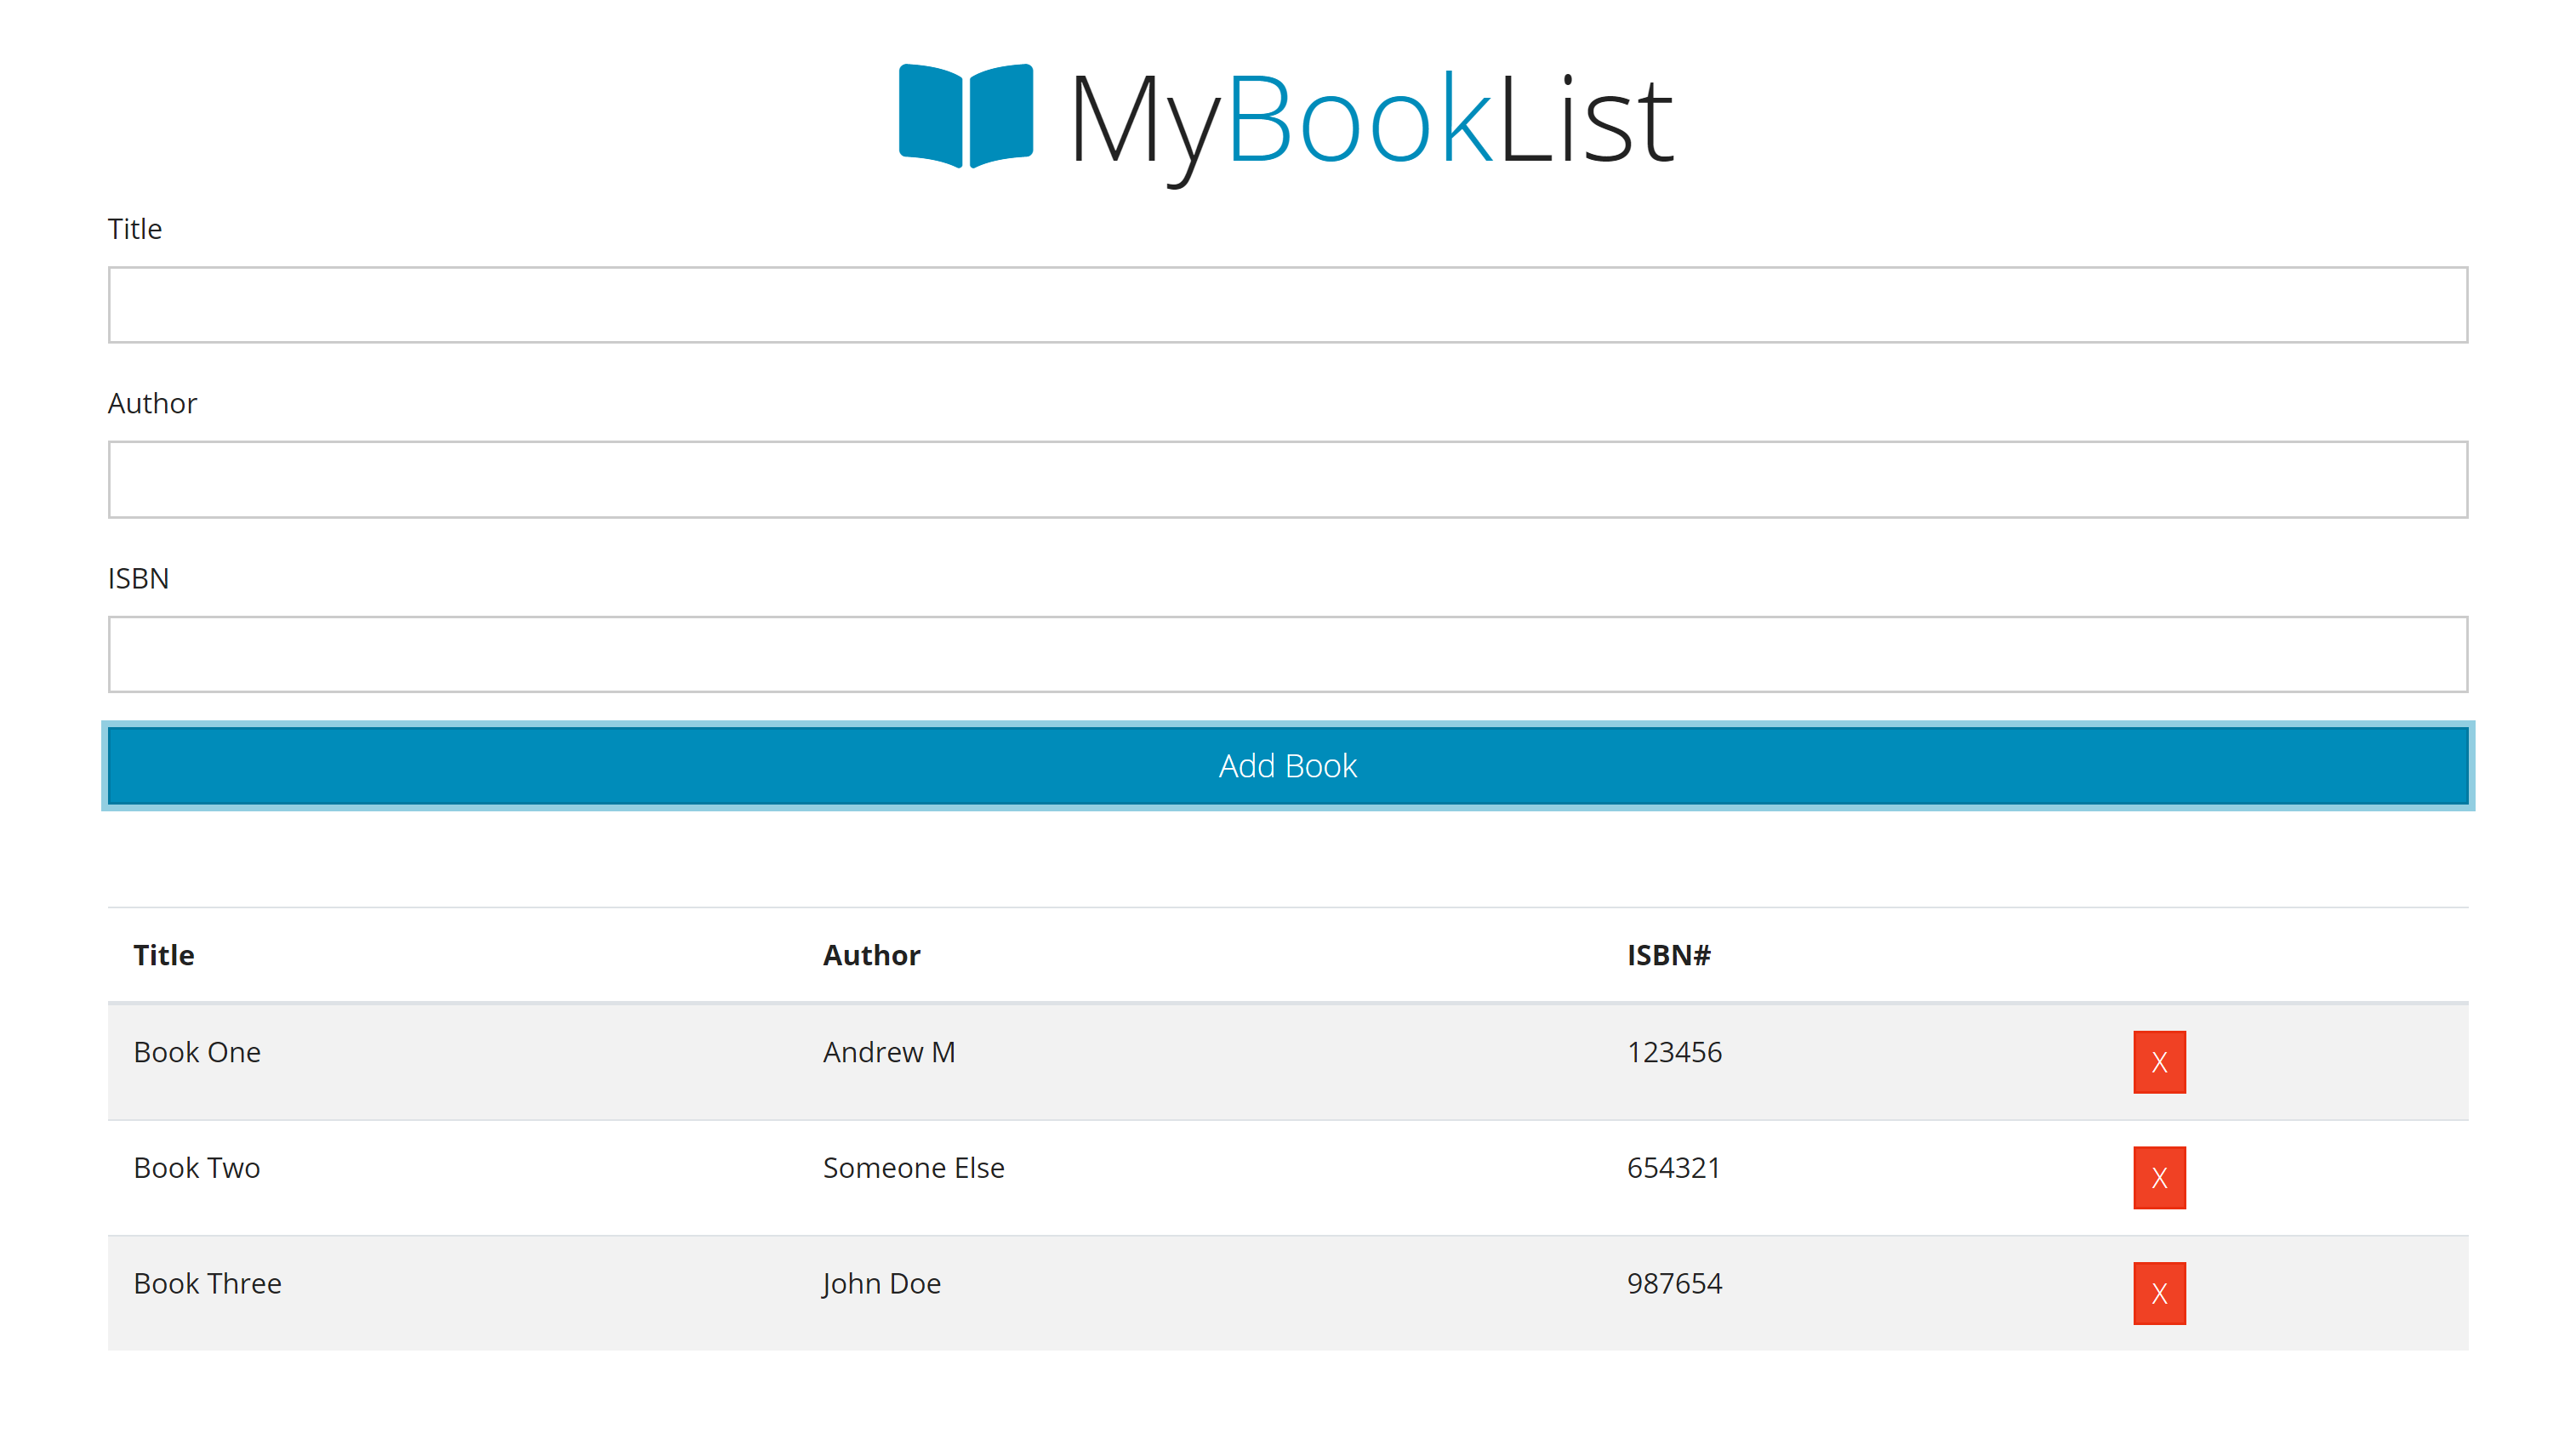 MyBookList
Title
Author
ISBN
Add Book
Title Author ISBN#
Book One Andrew M 123456 X
Book Two Someone Else 654321 X
Book Three John Doe 987654 X